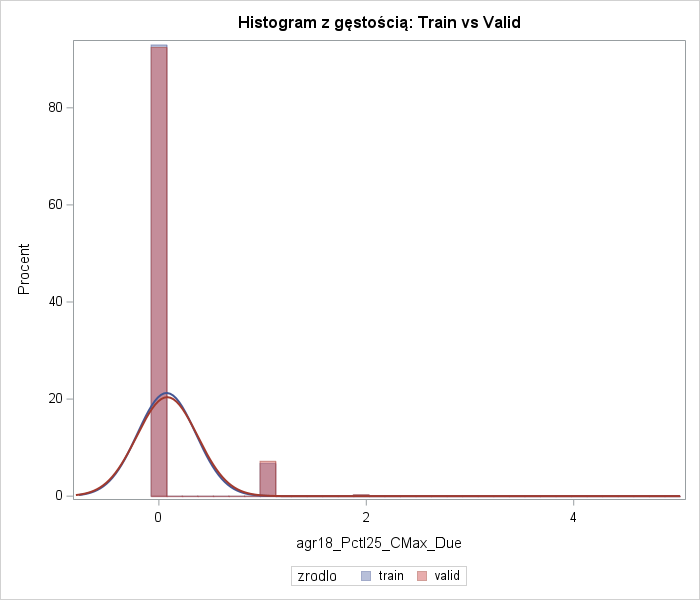 Histogram z gęstością: Train vs Valid
Procent
80
60
40
20
0
0 2 4
agr18_Pctl25_CMax_Due
zrodlo train valid